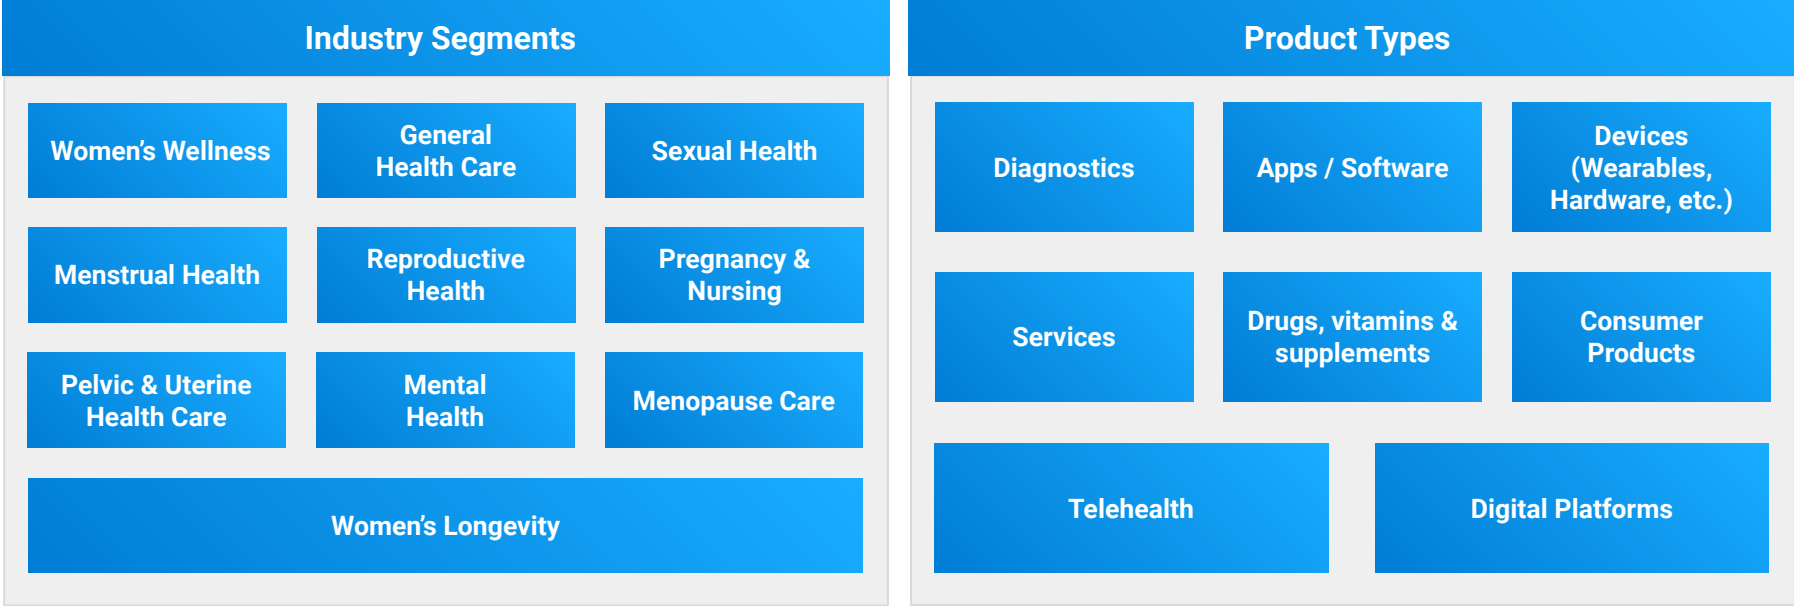 Industry Segments
Women's Wellness
General
Health Care
Sexual Health
Menstrual Health
Reproductive
Health
Pregnancy &
Nursing
Pelvic & Uterine
Health Care
Mental
Health
Menopause Care
Women's Longevity
Product Types
Diagnostics
Apps / Software
Devices
(Wearables,
Hardware, etc.)
Services
Drugs, vitamins &
supplements
Consumer
Products
Telehealth
Digital Platforms